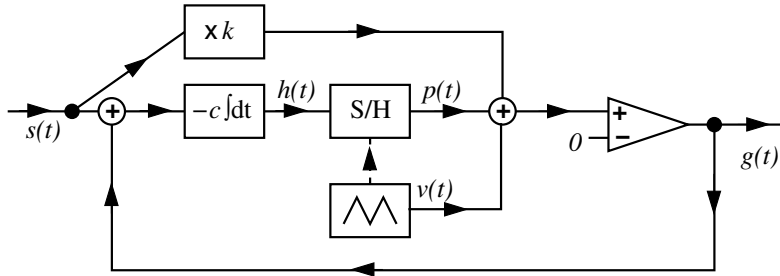 x k
s(t)
+
−c ∫dt
h(t)
S/H
p(t)
+
+
0
−
g(t)
v(t)